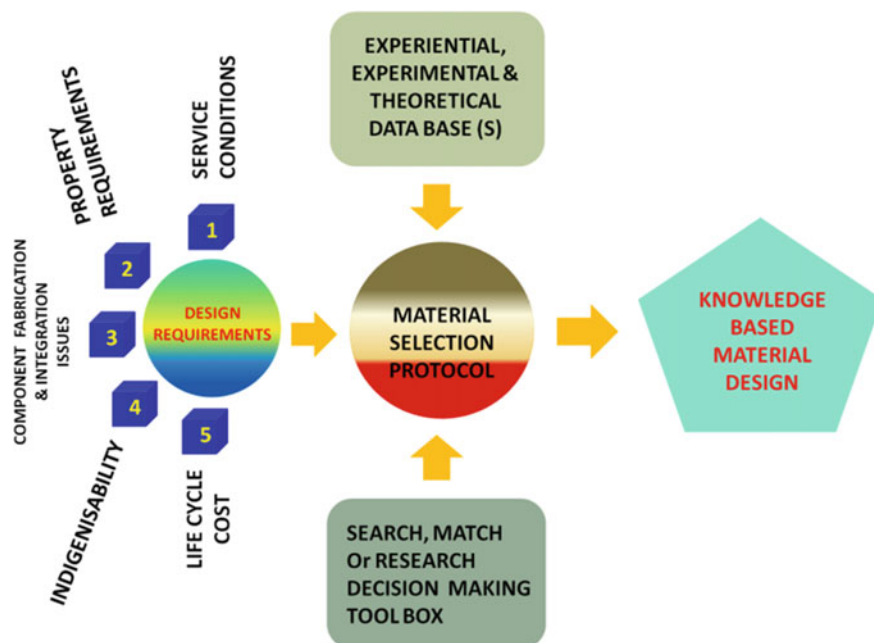 SERVICE
CONDITIONS
PROPERTY
REQUIREMENTS
COMPONENT FABRICATION
& INTEGRATION
ISSUES
INDIGENISABILITY
LIFE CYCLE
COST
1
2
3
4
5
DESIGN
REQUIREMENTS
EXPERIENTIAL,
EXPERIMENTAL &
THEORETICAL
DATA BASE (S)
MATERIAL
SELECTION
PROTOCOL
SEARCH, MATCH
Or RESEARCH
DECISION MAKING
TOOL BOX
KNOWLEDGE
BASED
MATERIAL
DESIGN